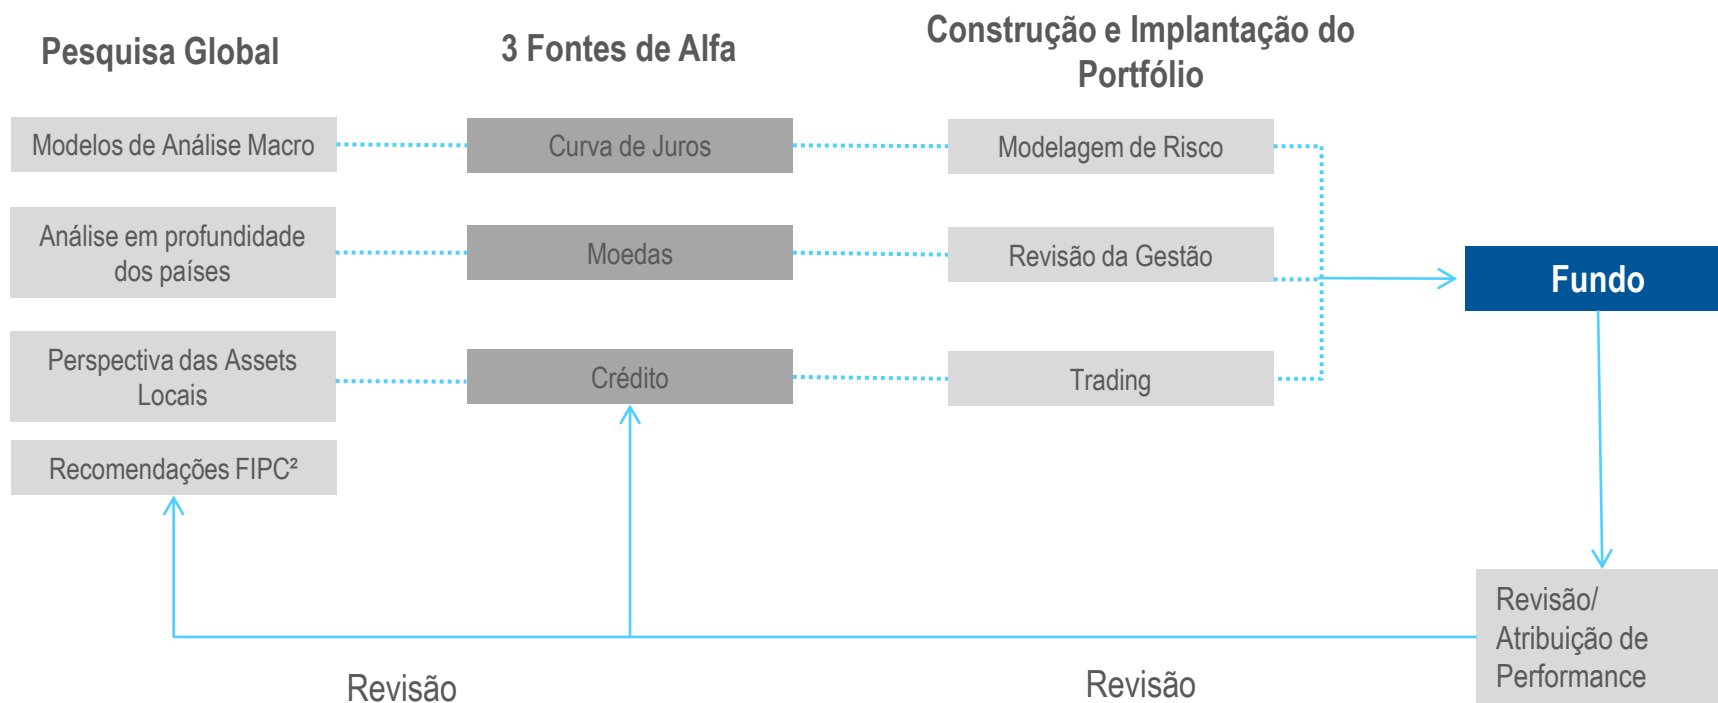 Pesquisa Global
3 Fontes de Alfa
Construção e Implantação do
Portfólio
Modelos de Análise Macro
Curva de Juros
Modelagem de Risco
Análise em profundidade
dos países
Moedas
Revisão da Gestão
Fundo
Perspectiva das Assets
Locais
Crédito
Trading
Recomendações FIPC²
Revisão/
Atribuição de
Performance
Revisão
Revisão